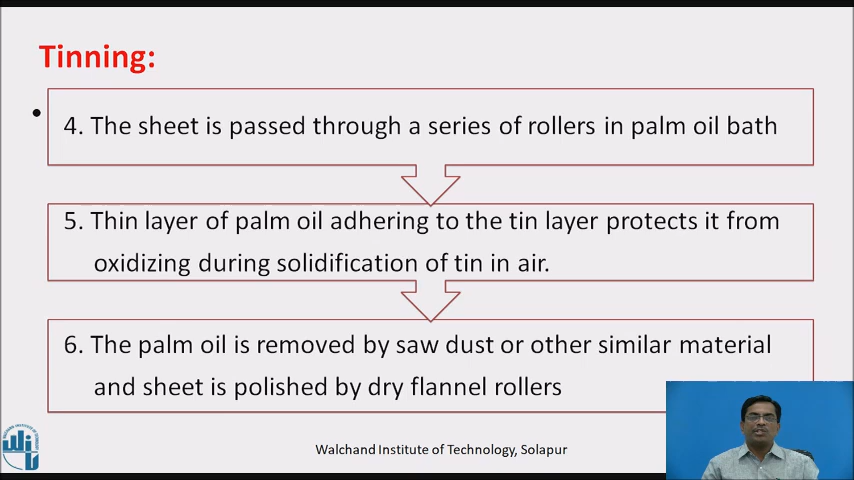 Tinning:
4. The sheet is passed through a series of rollers in palm oil bath
5. Thin layer of palm oil adhering to the tin layer protects it from
oxidizing during solidification of tin in air.
6. The palm oil is removed by saw dust or other similar material
and sheet is polished by dry flannel rollers
Walchand Institute of Technology, Solapur